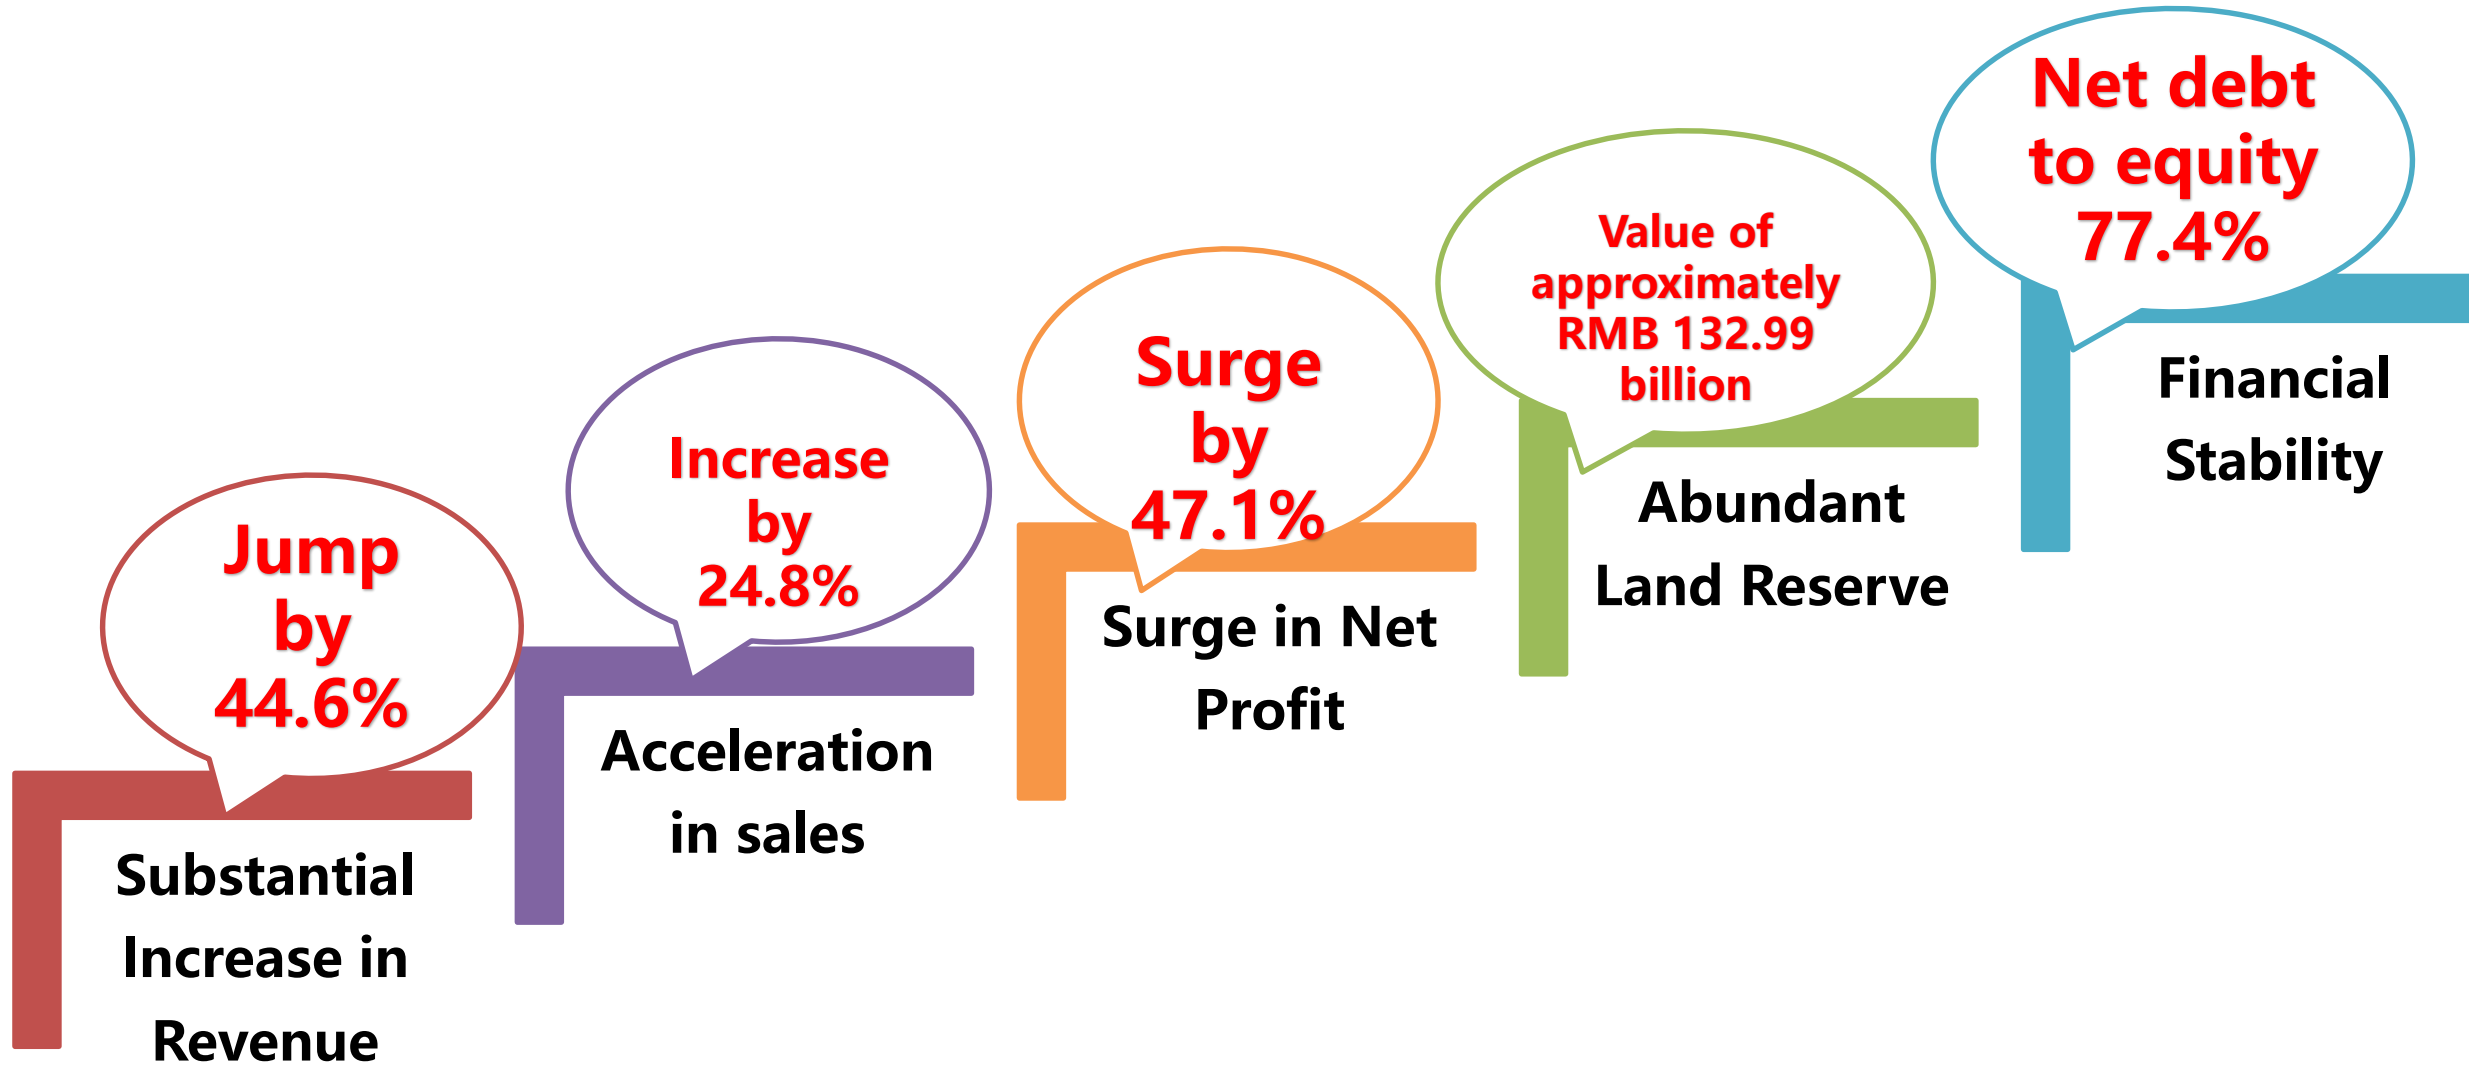 Jump
by
44.6%
Substantial
Increase in
Revenue
Increase
by
24.8%
Acceleration
in sales
Surge
by
47.1%
Surge in Net
Profit
Value of
approximately
RMB 132.99
billion
Abundant
Land Reserve
Net debt
to equity
77.4%
Financial
Stability